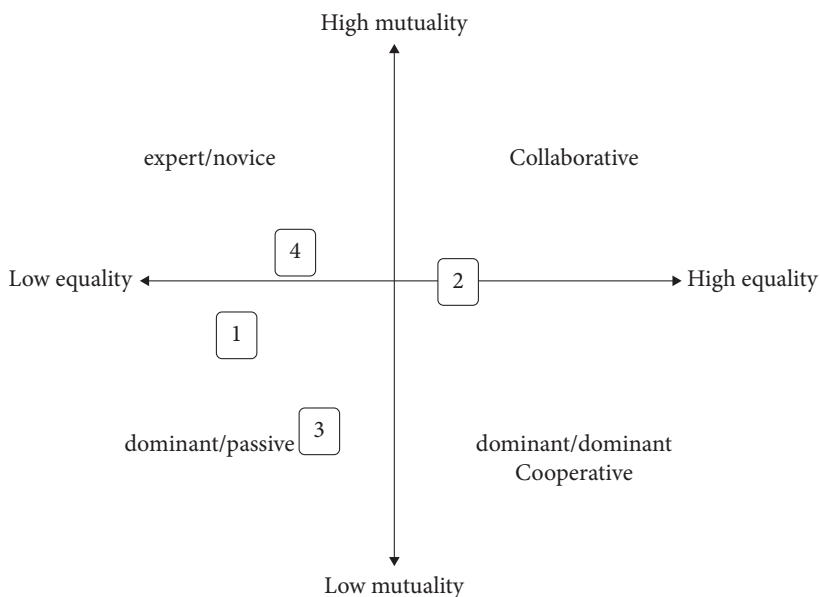 High mutuality
expert/novice
Collaborative
4
Low equality
2
High equality
1
3
dominant/passive
dominant/dominant
Cooperative
Low mutuality